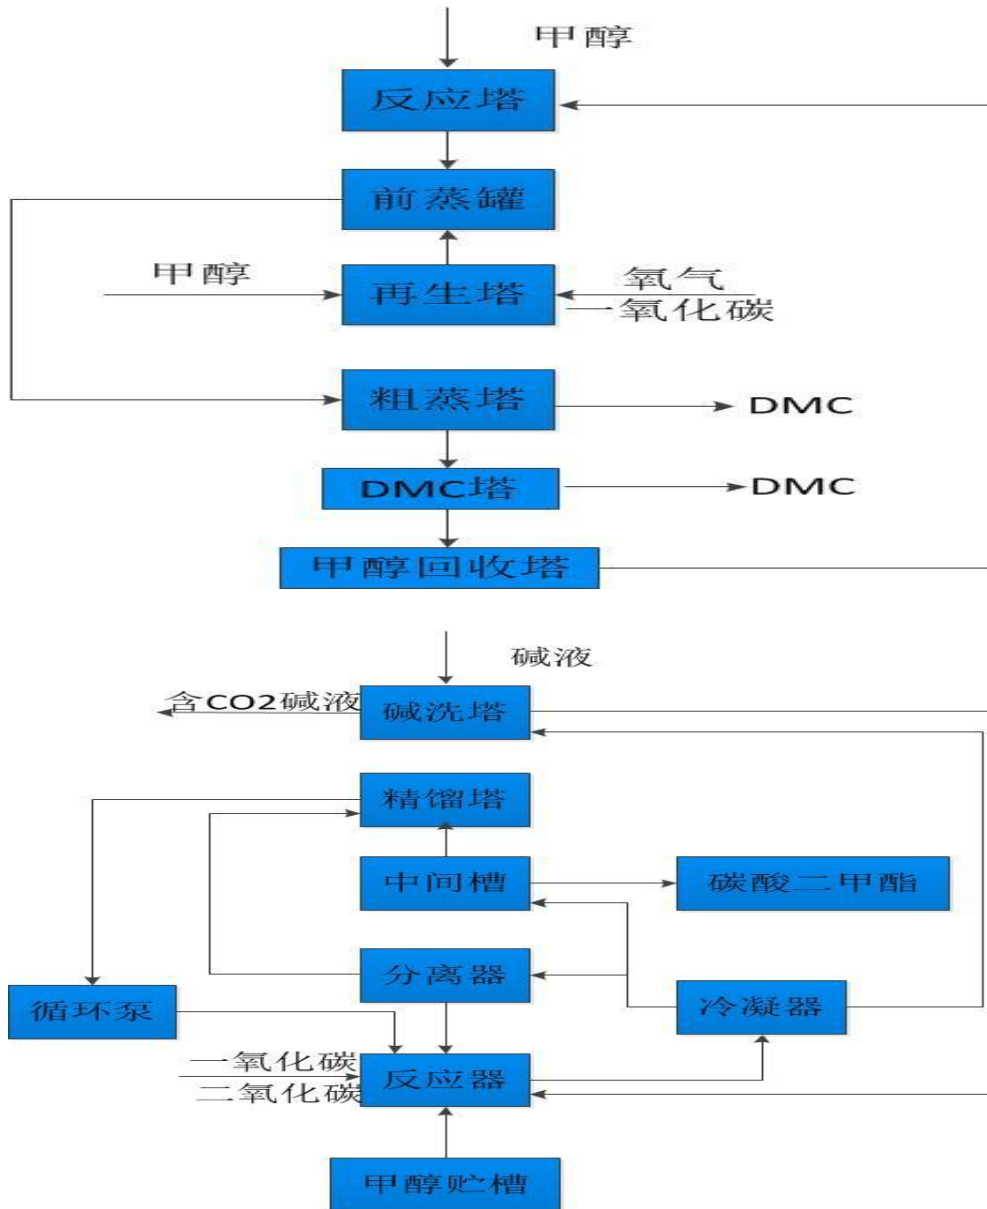 甲醇
反应塔
前蒸罐
甲醇
再生塔
氧气
一氧化碳
粗蒸塔
DMC
DMC塔
DMC
甲醇回收塔
碱液
含CO2碱液
碱洗塔
精馏塔
中间槽
碳酸二甲酯
分离器
循环泵
冷凝器
一氧化碳
二氧化碳
反应器
甲醇贮槽